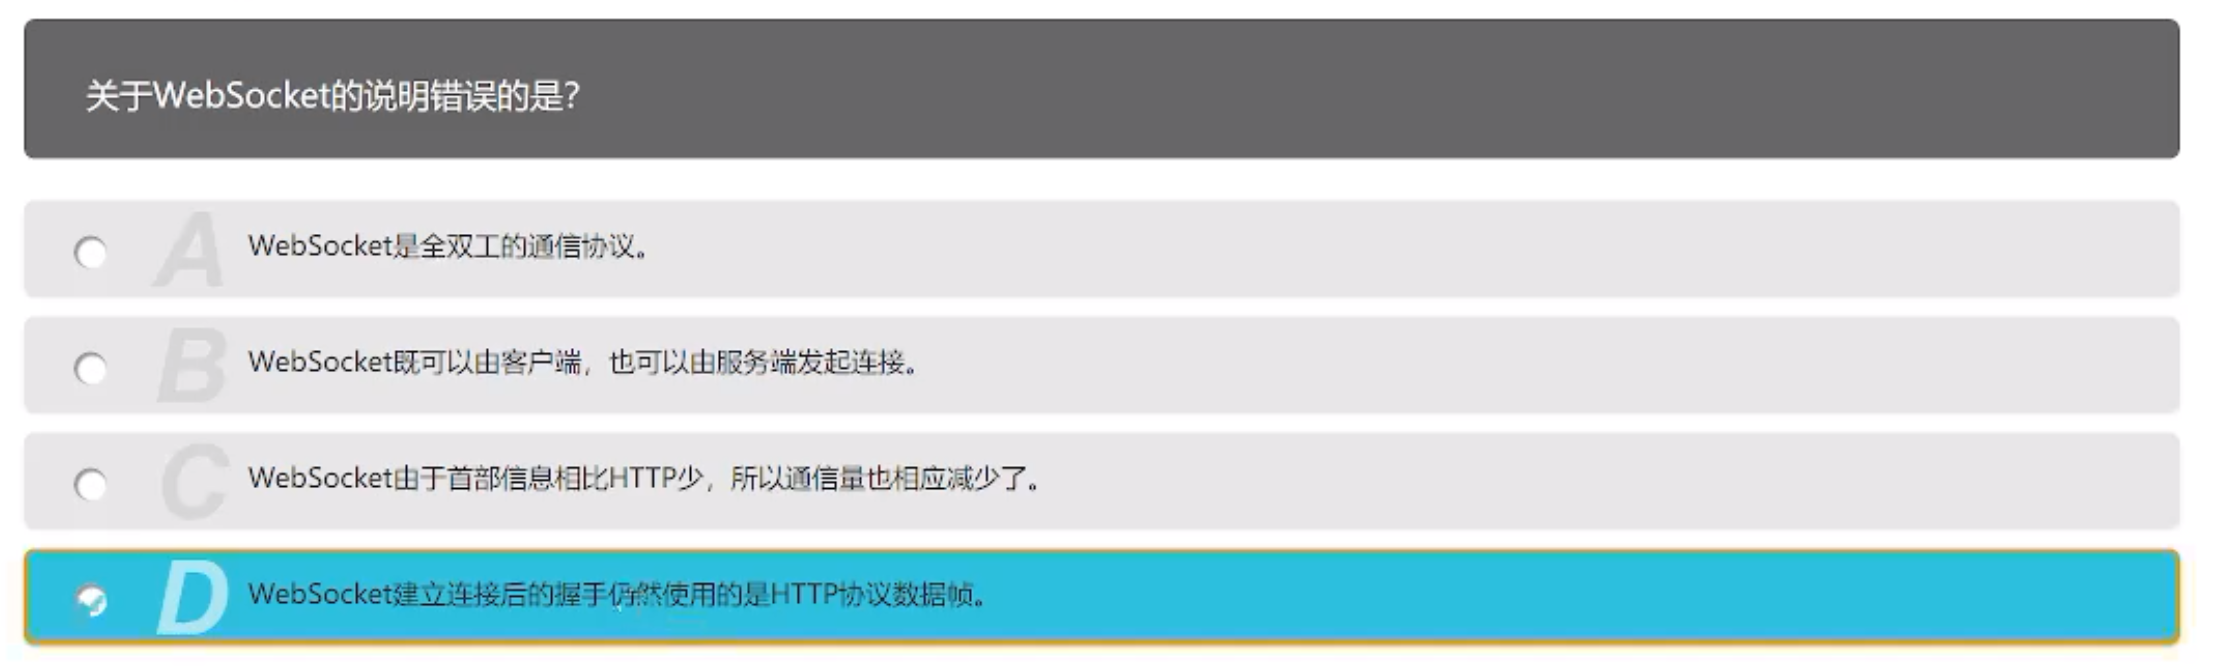 关于WebSocket的说明错误的是?
A WebSocket是全双工的通信协议。
B WebSocket既可以由客户端，也可以由服务端发起连接。
C WebSocket由于首部信息相比HTTP少，所以通信量也相应减少了。
D WebSocket建立连接后的握手仍然使用的是HTTP协议数据帧。